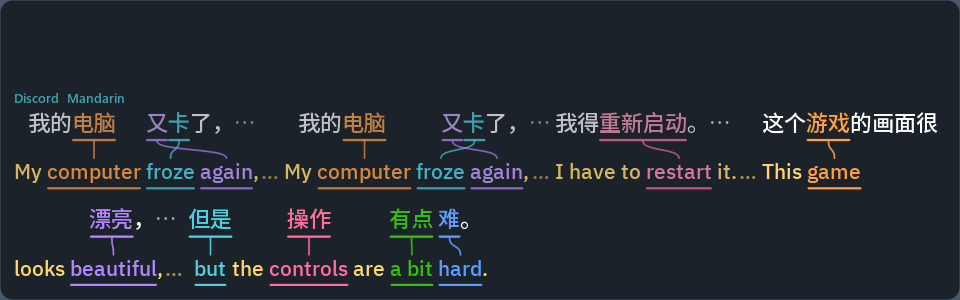 Discord Mandarin
我的电脑 又卡了，… 我的电脑 又卡了，… 我得重新启动。… 这个游戏的画面很
My computer froze again,… My computer froze again,… I have to restart it.… This game
漂亮，… 但是 操作 有点 难。
looks beautiful,… but the controls are a bit hard.